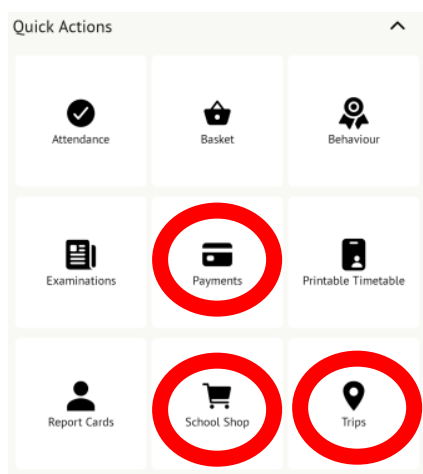 Quick Actions
Attendance
Basket
Behaviour
Examinations
Payments
Printable Timetable
Report Cards
School Shop
Trips